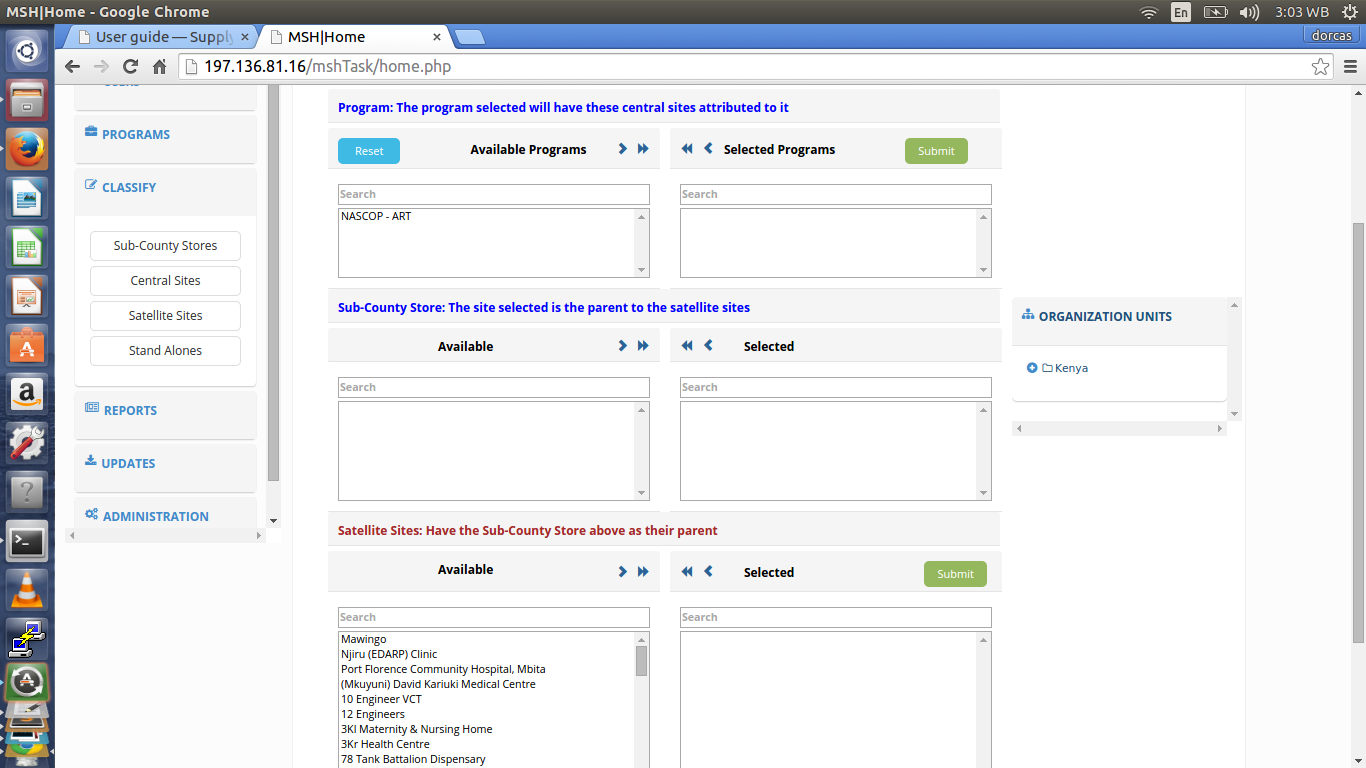 MSH|Home - Google Chrome
En
3:03 WB
User guide — Supply
MSH|Home
dorcas
197.136.81.16/mshTask/home.php
PROGRAMS
CLASSIFY
Sub-County Stores
Central Sites
Satellite Sites
Stand Alones
REPORTS
UPDATES
ADMINISTRATION
Program: The program selected will have these central sites attributed to it
Reset
Available Programs
Selected Programs
Submit
Search
Search
NASCOP - ART
Sub-County Store: The site selected is the parent to the satellite sites
Available
Selected
Search
Search
Satellite Sites: Have the Sub-County Store above as their parent
Available
Selected
Submit
Search
Search
Mawingo
Njiru (EDARP) Clinic
Port Florence Community Hospital, Mbita
(Mkuyuni) David Kariuki Medical Centre
10 Engineer VCT
12 Engineers
3Kl Maternity & Nursing Home
3Kr Health Centre
78 Tank Battalion Dispensary
ORGANIZATION UNITS
Kenya